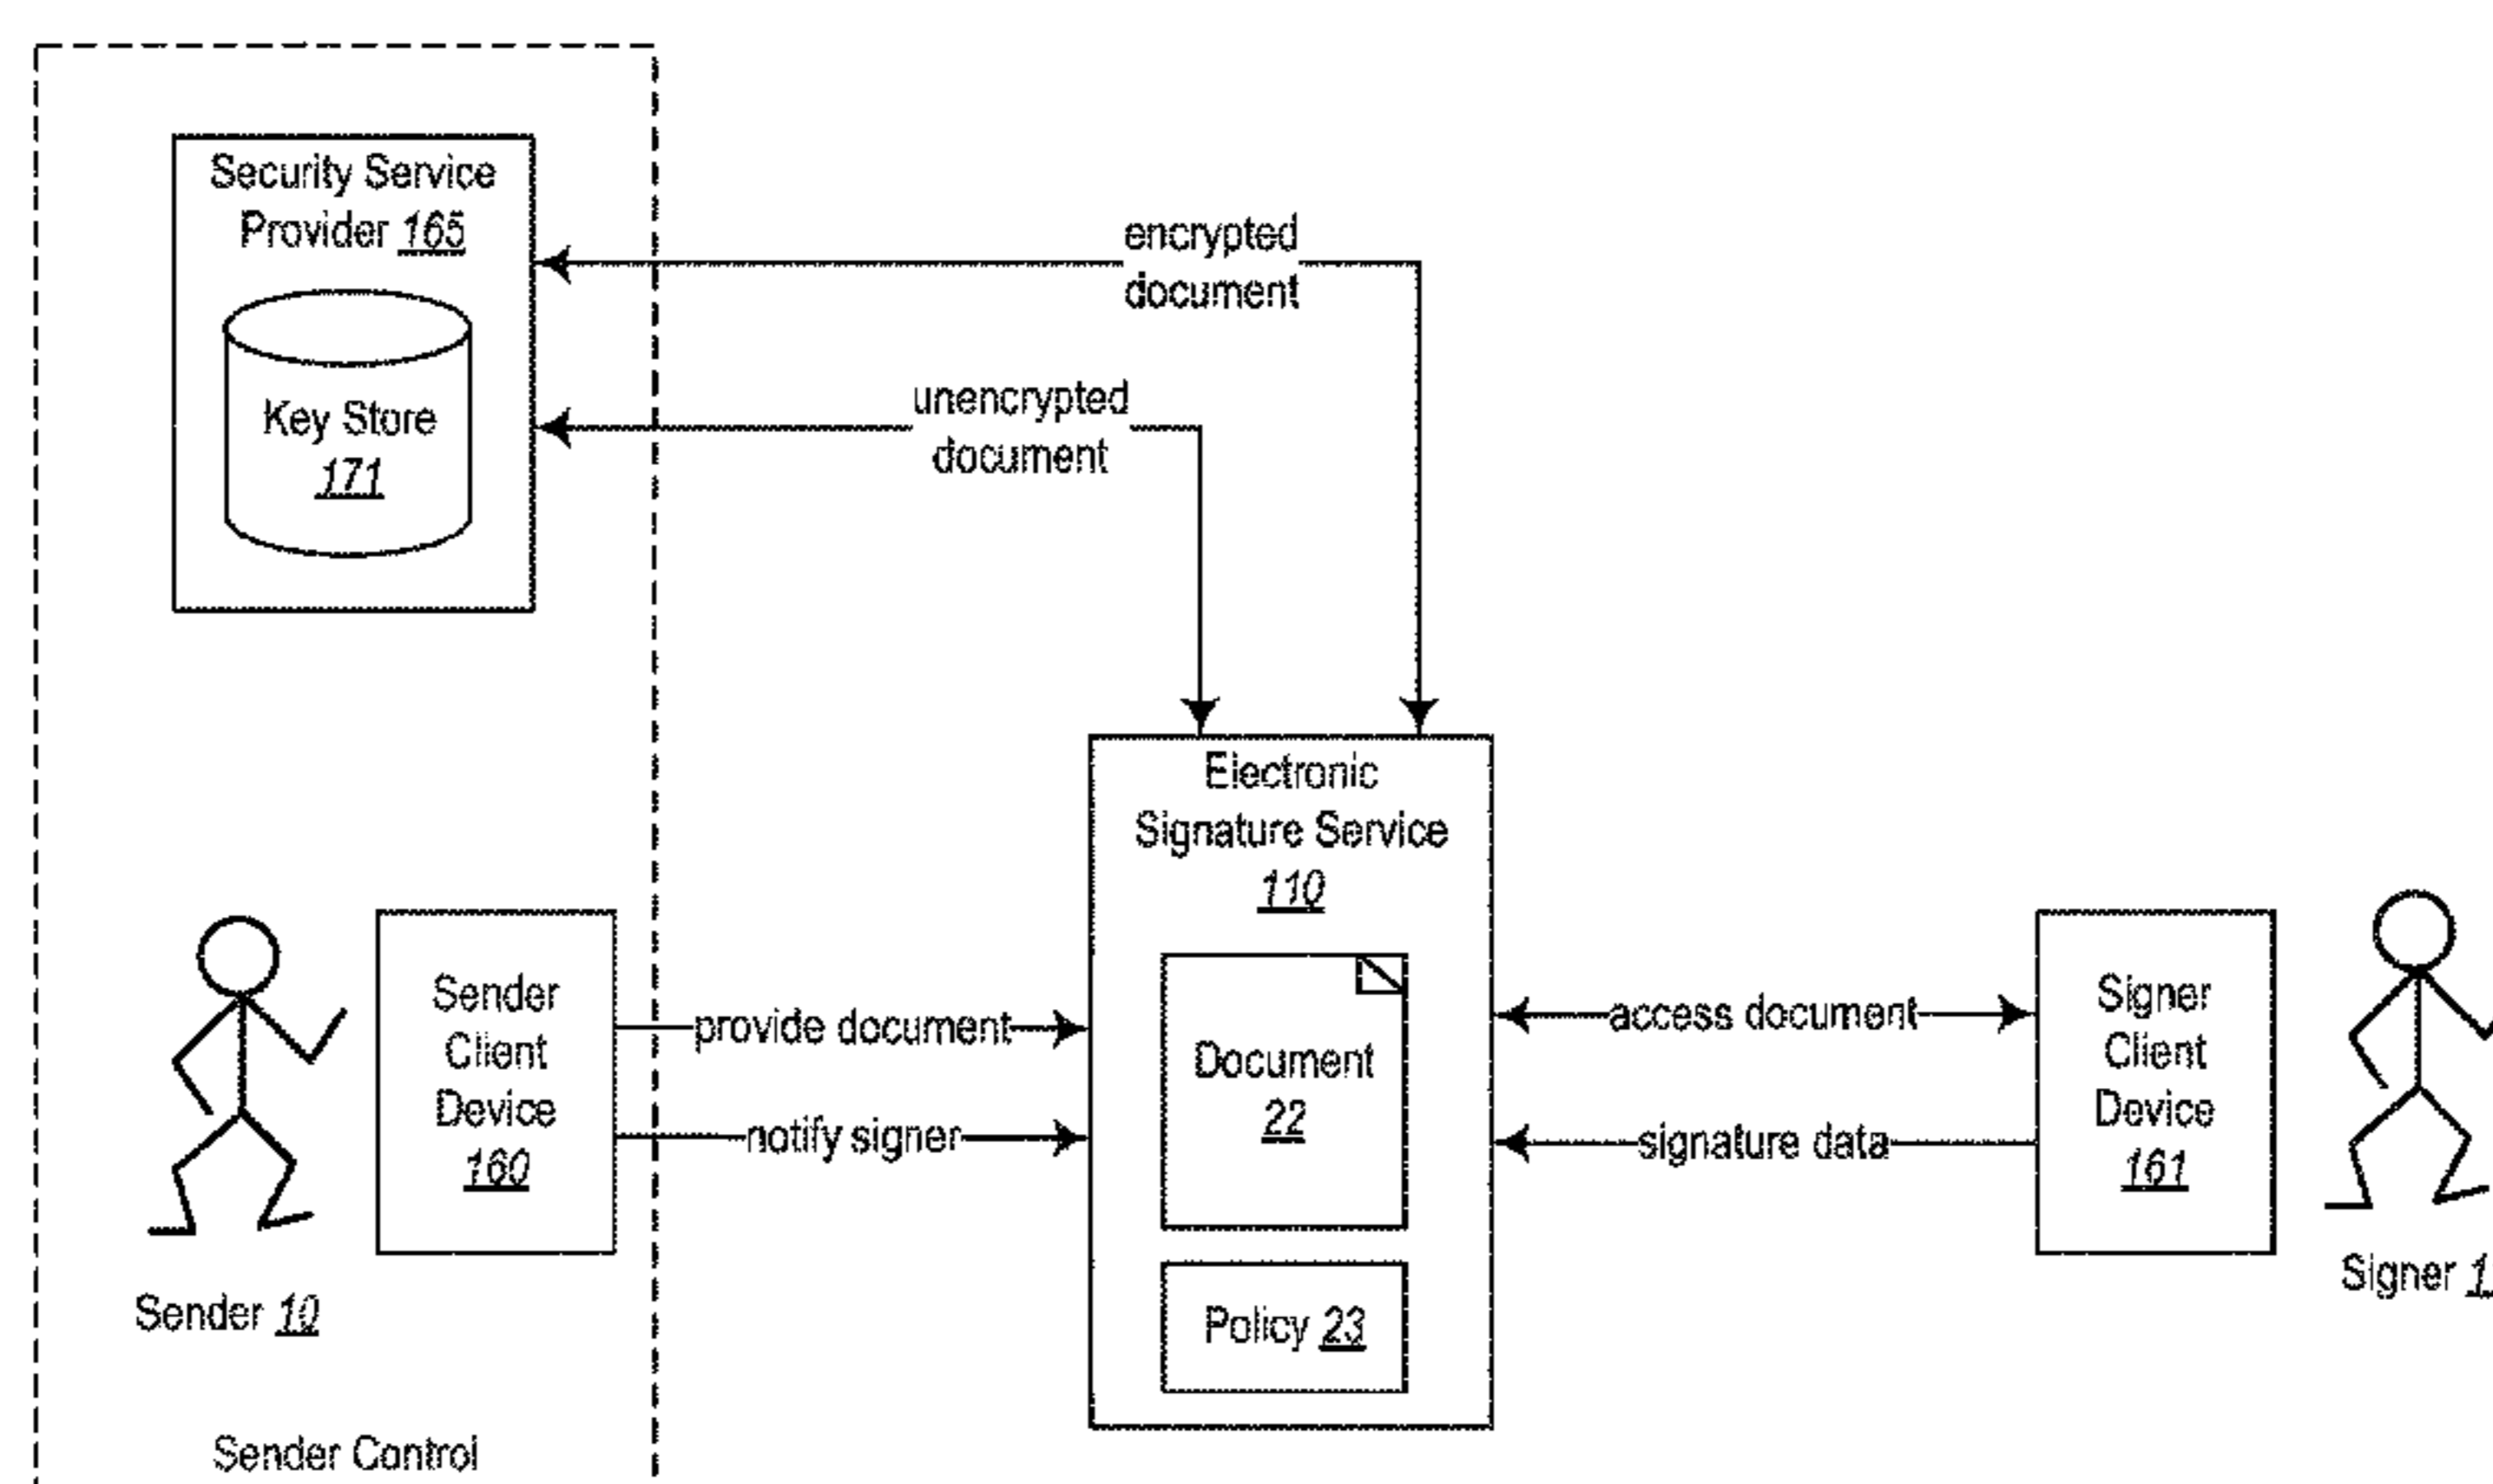 Security Service
Provider 165
Key Store
171
encrypted
document
unencrypted
document
Electronic
Signature Service
110
Document
22
Policy 23
Sender
Client
Device
160
provide document
notify signer
access document
signature data
Signer
Client
Device
161
Sender 10
Signer
Sender Control